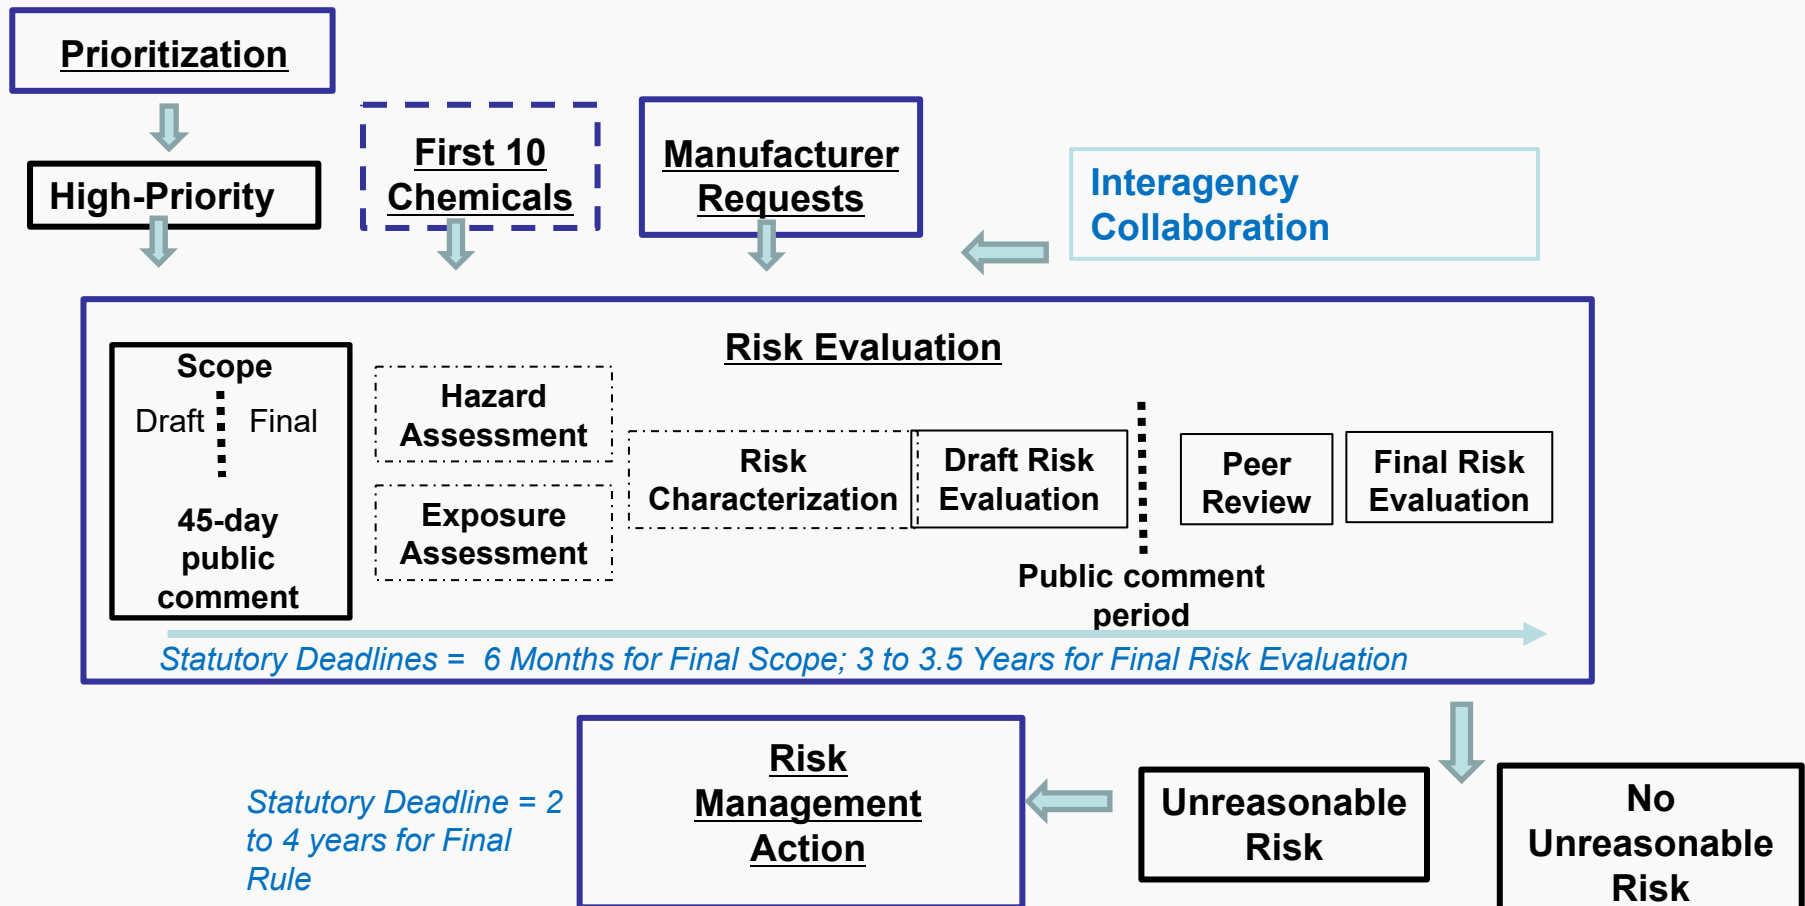 Prioritization
High-Priority
First 10
Chemicals
Manufacturer
Requests
Interagency
Collaboration
Risk Evaluation
Scope
Draft
Final
45-day
public
comment
Hazard
Assessment
Exposure
Assessment
Risk
Characterization
Draft Risk
Evaluation
Public comment
period
Peer
Review
Final Risk
Evaluation
Statutory Deadlines = 6 Months for Final Scope; 3 to 3.5 Years for Final Risk Evaluation
Statutory Deadline = 2
to 4 years for Final
Rule
Risk
Management
Action
Unreasonable
Risk
No
Unreasonable
Risk